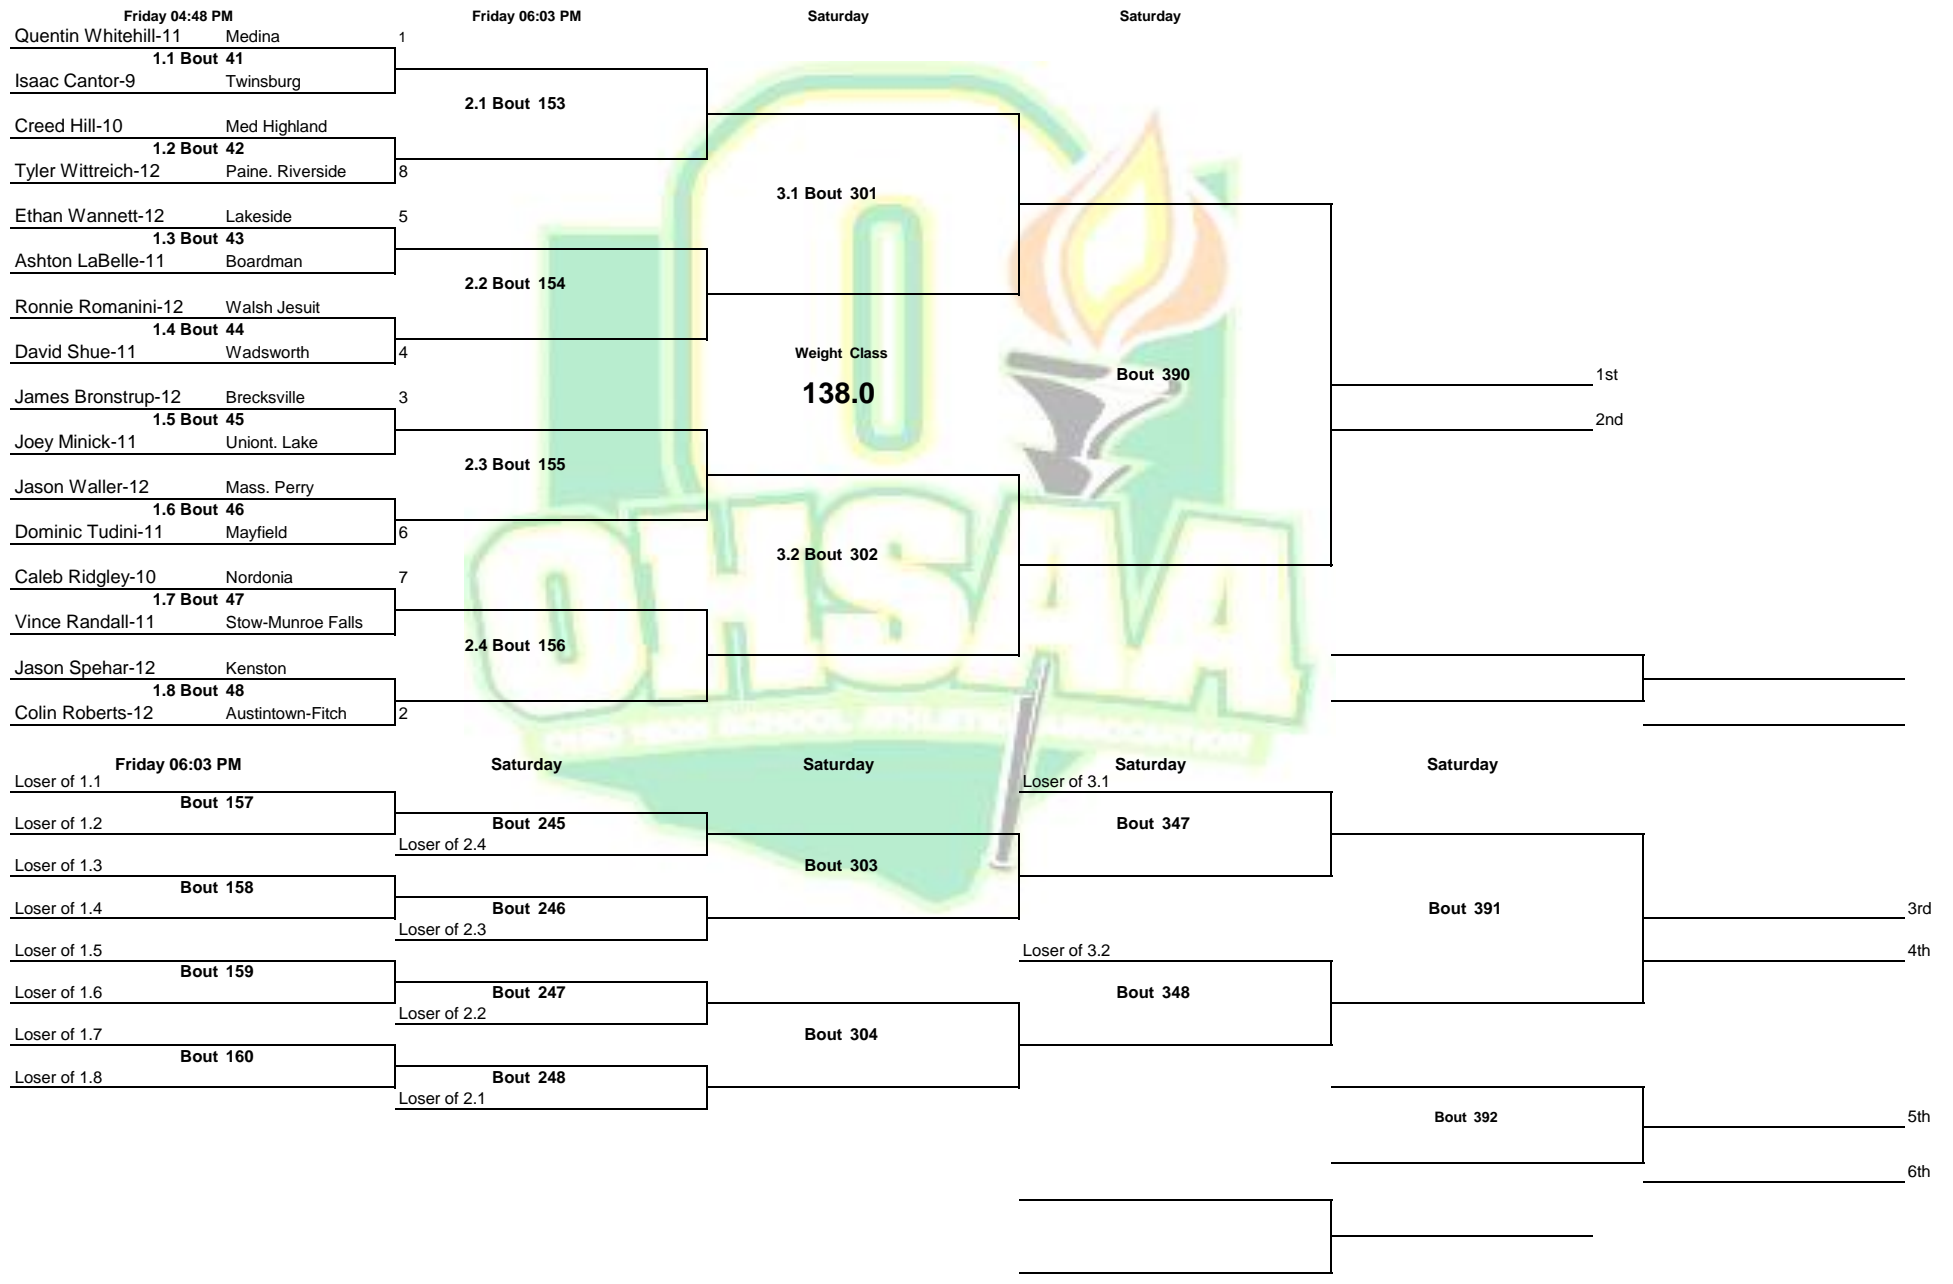 Friday 04:48 PM Friday 06:03 PM Saturday Saturday
Quentin Whitehill-11 Medina 1
1.1 Bout 41
Isaac Cantor-9 Twinsburg
2.1 Bout 153
Creed Hill-10 Med Highland
1.2 Bout 42
Tyler Wittreich-12 Paine. Riverside 8
3.1 Bout 301
Ethan Wannett-12 Lakeside 5
1.3 Bout 43
Ashton LaBelle-11 Boardman
2.2 Bout 154
Ronnie Romanini-12 Walsh Jesuit
1.4 Bout 44
David Shue-11 Wadsworth 4
Weight Class
138.0
Bout 390
1st
2nd
James Bronstrup-12 Brecksville 3
1.5 Bout 45
Joey Minick-11 Uniont. Lake
2.3 Bout 155
Jason Waller-12 Mass. Perry
1.6 Bout 46
Dominic Tudini-11 Mayfield 6
3.2 Bout 302
Caleb Ridgley-10 Nordonia 7
1.7 Bout 47
Vince Randall-11 Stow-Munroe Falls
2.4 Bout 156
Jason Spehar-12 Kenston
1.8 Bout 48
Colin Roberts-12 Austintown-Fitch 2
OHSAA
OHIO HIGH SCHOOL ATHLETIC ASSOCIATION
Friday 06:03 PM Saturday Saturday Saturday Saturday
Loser of 1.1 Loser of 3.1
Bout 157
Loser of 1.2 Bout 245 Bout 347
Loser of 2.4
Loser of 1.3 Bout 303
Bout 158
Loser of 1.4 Bout 246 Bout 391 3rd
Loser of 2.3
Loser of 1.5 Loser of 3.2 4th
Bout 159
Loser of 1.6 Bout 247 Bout 348
Loser of 2.2
Loser of 1.7 Bout 304
Bout 160
Loser of 1.8 Bout 248
Loser of 2.1
Bout 392 5th
6th